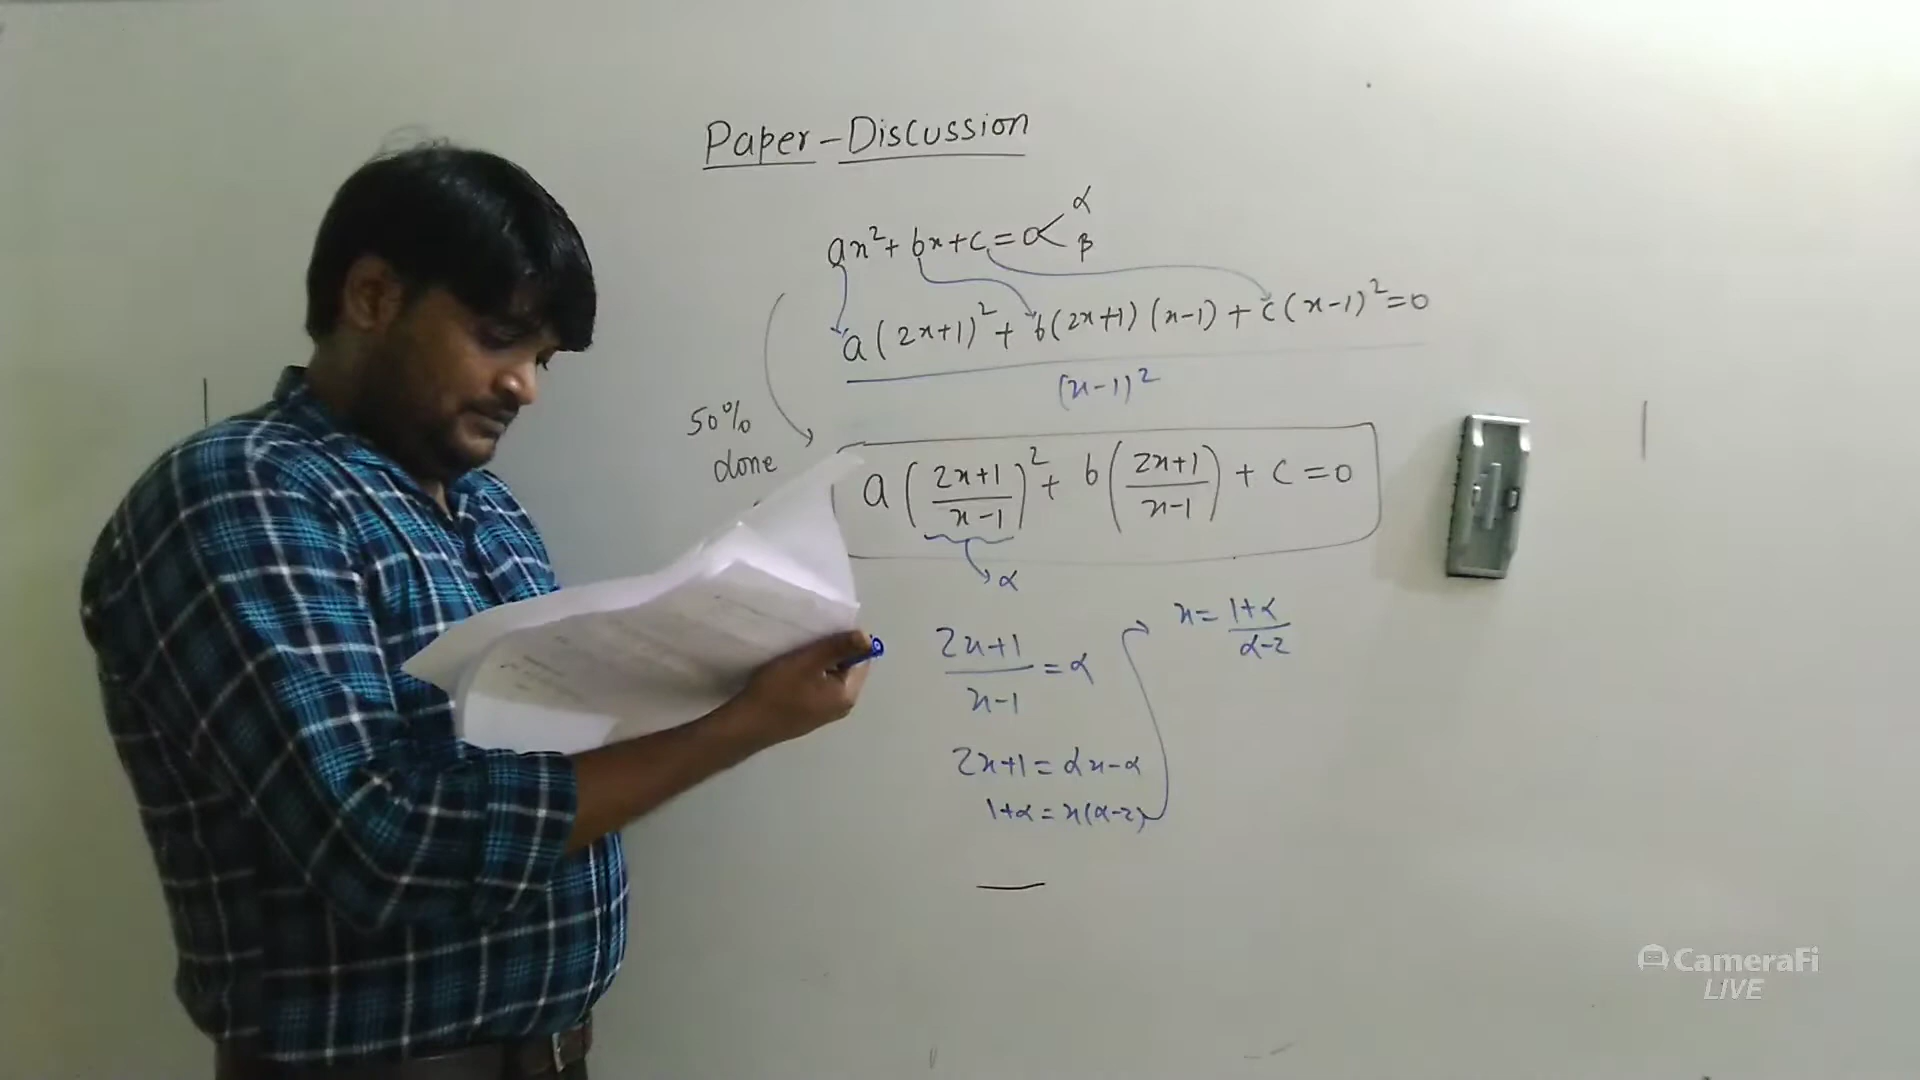 Paper-Discussion
ax²+bx+c=0 α β
a(2x+1)²+b(2x+1)(x-1)+c(x-1)²=0
(x-1)²
50%
done
a((2x+1)/(x-1))²+b((2x+1)/(x-1))+c=0
α
(2x+1)/(x-1)=α
2x+1=αx-α
1+α=x(α-2)
x=(1+α)/(α-2)
CameraFi
LIVE